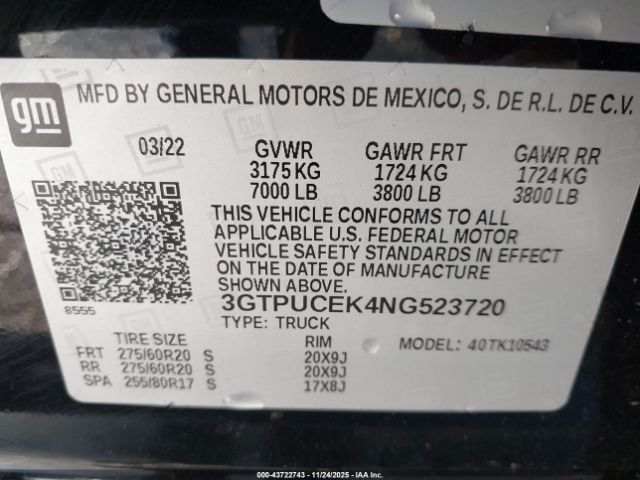 gm
MFD BY GENERAL MOTORS DE MEXICO, S. DE R.L. DE C.V.
03/22 GVWR GAWR FRT GAWR RR
3175 KG 1724 KG 1724 KG
7000 LB 3800 LB 3800 LB
THIS VEHICLE CONFORMS TO ALL
APPLICABLE U.S. FEDERAL MOTOR
VEHICLE SAFETY STANDARDS IN EFFECT
ON THE DATE OF MANUFACTURE
SHOWN ABOVE.
8555
3GTPUCEK4NG523720
TYPE: TRUCK
MODEL: 40TK10543
TIRE SIZE RIM
FRT 275/60R20 S 20X9J
RR 275/60R20 S 20X9J
SPA 255/80R17 S 17X8J
000-43722743 - 11/24/2025 - IAA Inc.